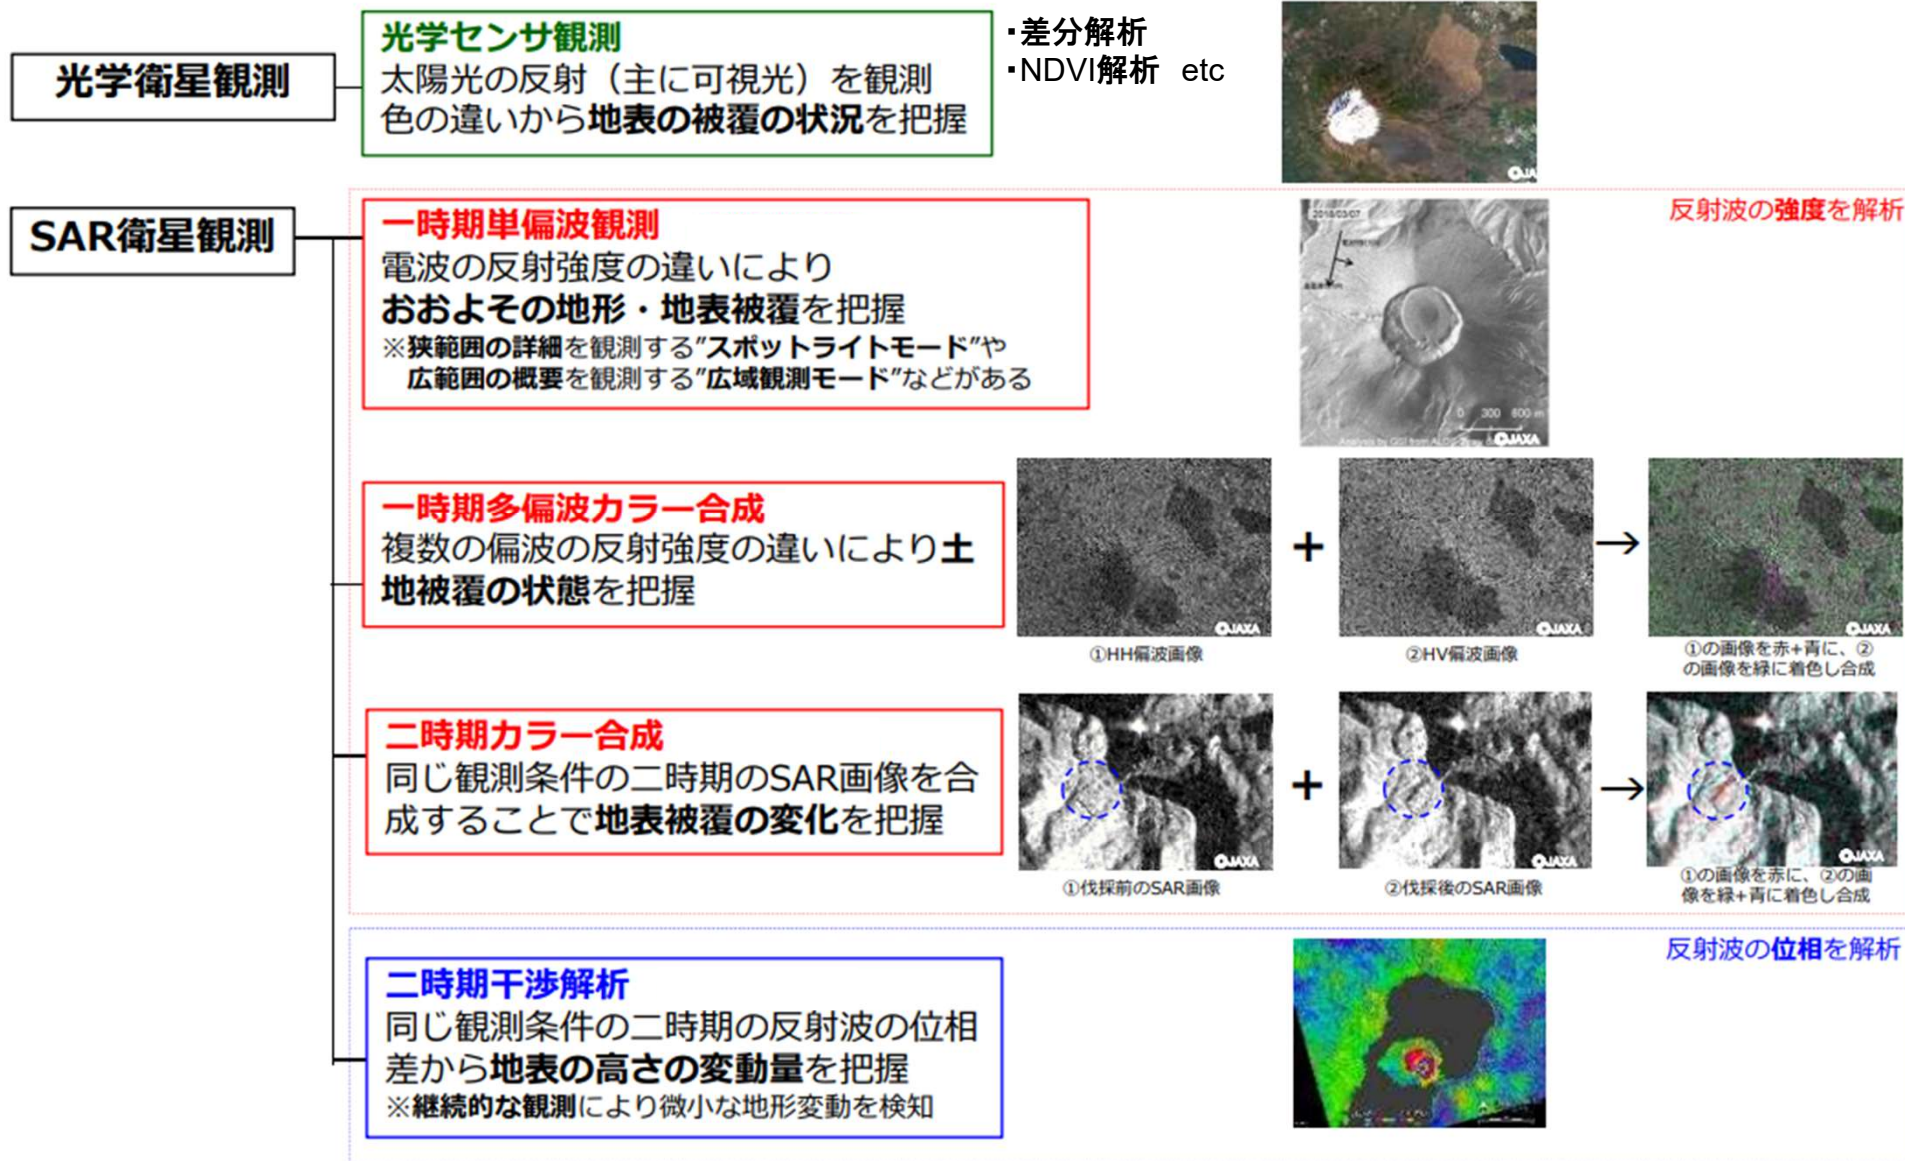 光学衛星観測
光学センサ観測
太陽光の反射（主に可視光）を観測
色の違いから地表の被覆の状況を把握
・差分解析
・NDVI解析 etc
SAR衛星観測
反射波の強度を解析
一時期単偏波観測
電波の反射強度の違いにより
おおよその地形・地表被覆を把握
※狭範囲の詳細を観測する”スポットライトモード”や
広範囲の概要を観測する”広域観測モード”などがある
2018/03/07
0 300 600 m
Analysis by GSI from ALOS
JAXA
一時期多偏波カラー合成
複数の偏波の反射強度の違いにより土
地被覆の状態を把握
+
→
JAXA
JAXA
JAXA
①HH偏波画像
②HV偏波画像
①の画像を赤+青に、②
の画像を緑に着色し合成
二時期カラー合成
同じ観測条件の二時期のSAR画像を合
成することで地表被覆の変化を把握
+
→
JAXA
JAXA
JAXA
①伐採前のSAR画像
②伐採後のSAR画像
①の画像を赤に、②の画
像を緑+青に着色し合成
反射波の位相を解析
二時期干渉解析
同じ観測条件の二時期の反射波の位相
差から地表の高さの変動量を把握
※継続的な観測により微小な地形変動を検知